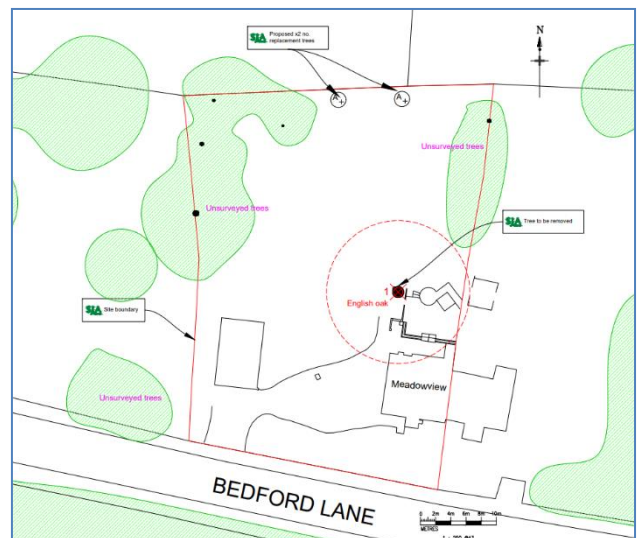 SJA Proposed x2 no.
replacement trees
N
A
A
Unsurveyed trees
Unsurveyed trees
SJA Tree to be removed
1
English oak
SJA Site boundary
Meadowview
Unsurveyed trees
BEDFORD LANE
0 2m 4m 6m 8m 10m
METRES